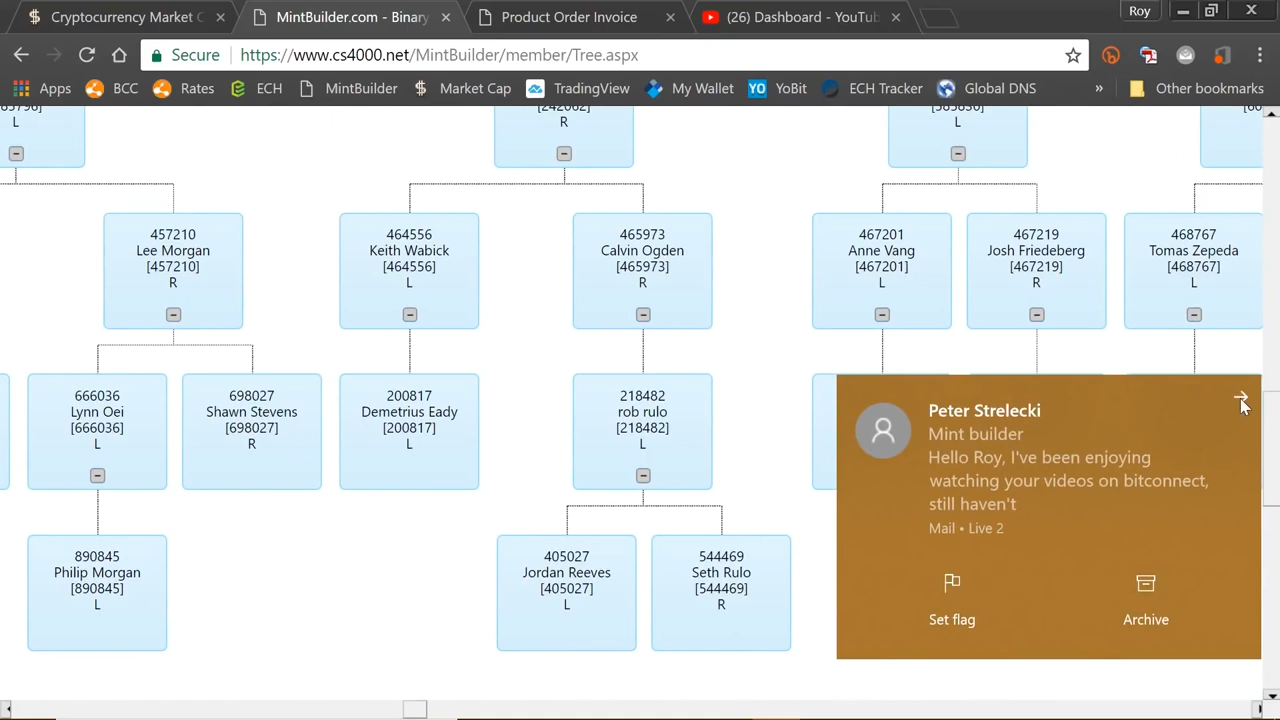 Cryptocurrency Market C
MintBuilder.com - Binary
Product Order Invoice
(26) Dashboard - YouTu
Roy
Secure
https://www.cs4000.net/MintBuilder/member/Tree.aspx
Apps
BCC
Rates
ECH
MintBuilder
Market Cap
TradingView
My Wallet
YO
YoBit
ECH Tracker
Global DNS
»
Other bookmarks
L
[242062]
R
L
457210
Lee Morgan
[457210]
R
464556
Keith Wabick
[464556]
L
465973
Calvin Ogden
[465973]
R
467201
Anne Vang
[467201]
L
467219
Josh Friedeberg
[467219]
R
468767
Tomas Zepeda
[468767]
L
666036
Lynn Oei
[666036]
L
698027
Shawn Stevens
[698027]
R
200817
Demetrius Eady
[200817]
L
218482
rob rulo
[218482]
L
890845
Philip Morgan
[890845]
L
405027
Jordan Reeves
[405027]
L
544469
Seth Rulo
[544469]
R
Peter Strelecki
Mint builder
Hello Roy, I've been enjoying
watching your videos on bitconnect,
still haven't
Mail • Live 2
Set flag
Archive